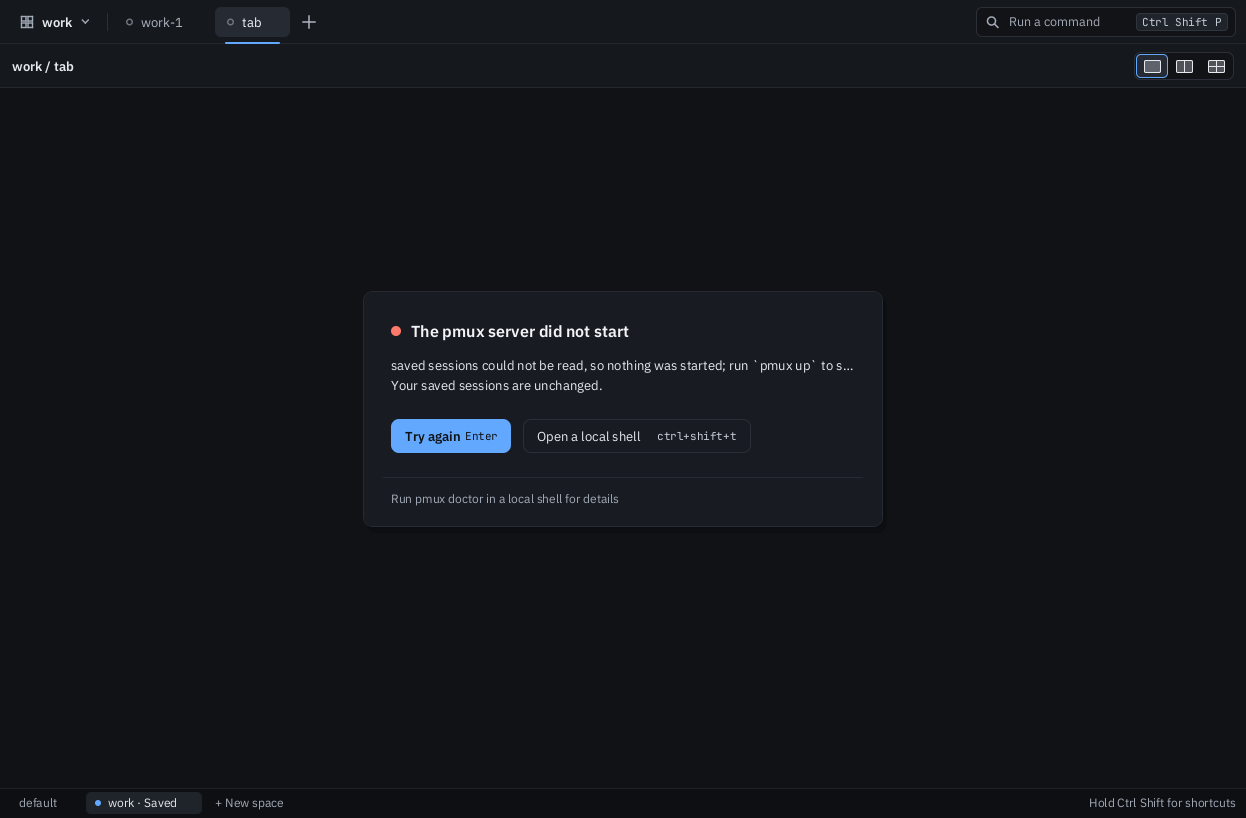 work
work-1
tab
Run a command
Ctrl Shift P
work / tab
The pmux server did not start
saved sessions could not be read, so nothing was started; run `pmux up` to s...
Your saved sessions are unchanged.
Try again Enter
Open a local shell ctrl+shift+t
Run pmux doctor in a local shell for details
default
work · Saved
+ New space
Hold Ctrl Shift for shortcuts